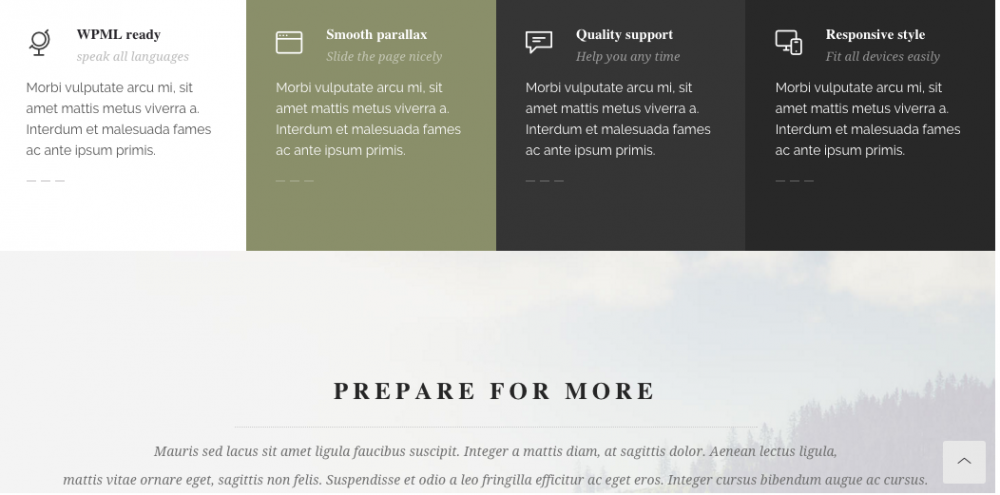 WPML ready
speak all languages
Morbi vulputate arcu mi, sit
amet mattis metus viverra a.
Interdum et malesuada fames
ac ante ipsum primis.
Smooth parallax
Slide the page nicely
Morbi vulputate arcu mi, sit
amet mattis metus viverra a.
Interdum et malesuada fames
ac ante ipsum primis.
Quality support
Help you any time
Morbi vulputate arcu mi, sit
amet mattis metus viverra a.
Interdum et malesuada fames
ac ante ipsum primis.
Responsive style
Fit all devices easily
Morbi vulputate arcu mi, sit
amet mattis metus viverra a.
Interdum et malesuada fames
ac ante ipsum primis.
PREPARE FOR MORE
Mauris sed lacus sit amet ligula faucibus suscipit. Integer a mattis diam, at sagittis dolor. Aenean lectus ligula,
mattis vitae ornare eget, sagittis non felis. Suspendisse et odio a leo fringilla efficitur ac eget eros. Integer cursus bibendum augue ac cursus.